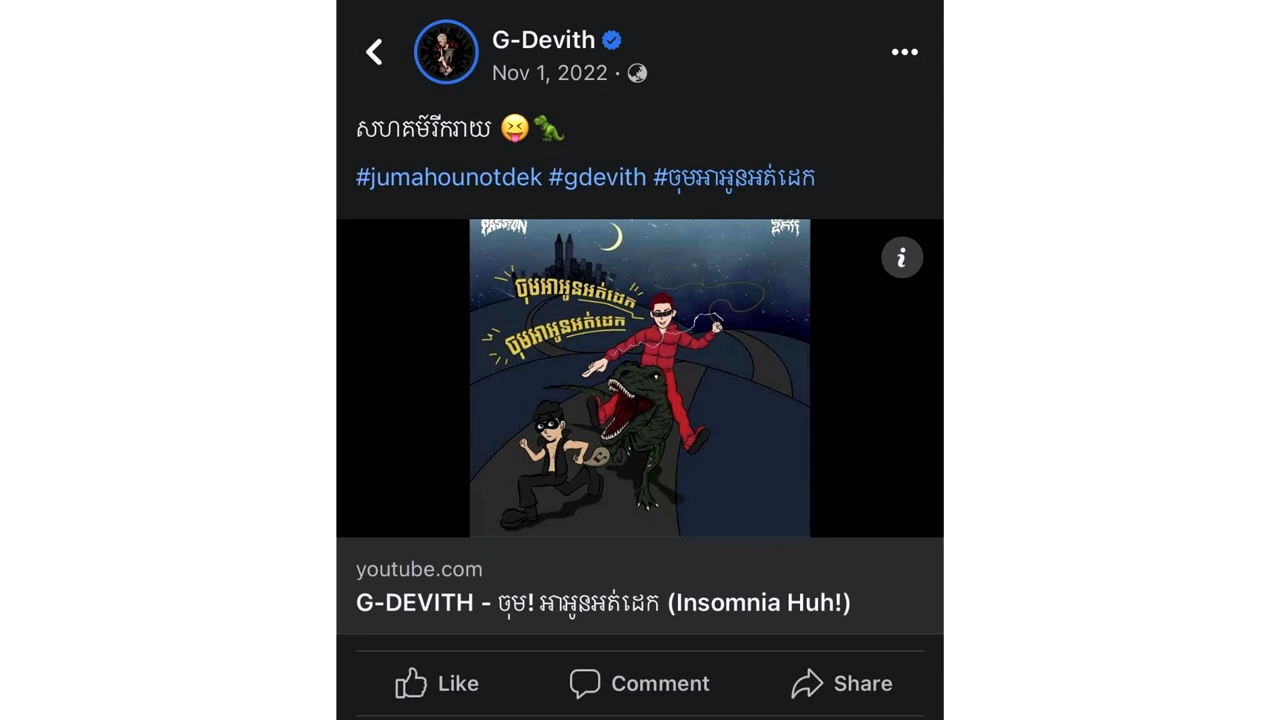 G-Devith
Nov 1, 2022 ·
សហគមន៍រីករាយ 😝🦖
#jumahounotdek #gdevith #ចុមអាអូនអត់ដេក
PASSION
ចុមអាអូនអត់ដេក
ចុមអាអូនអត់ដេក
youtube.com
G-DEVITH - ចុម! អាអូនអត់ដេក (Insomnia Huh!)
Like Comment Share